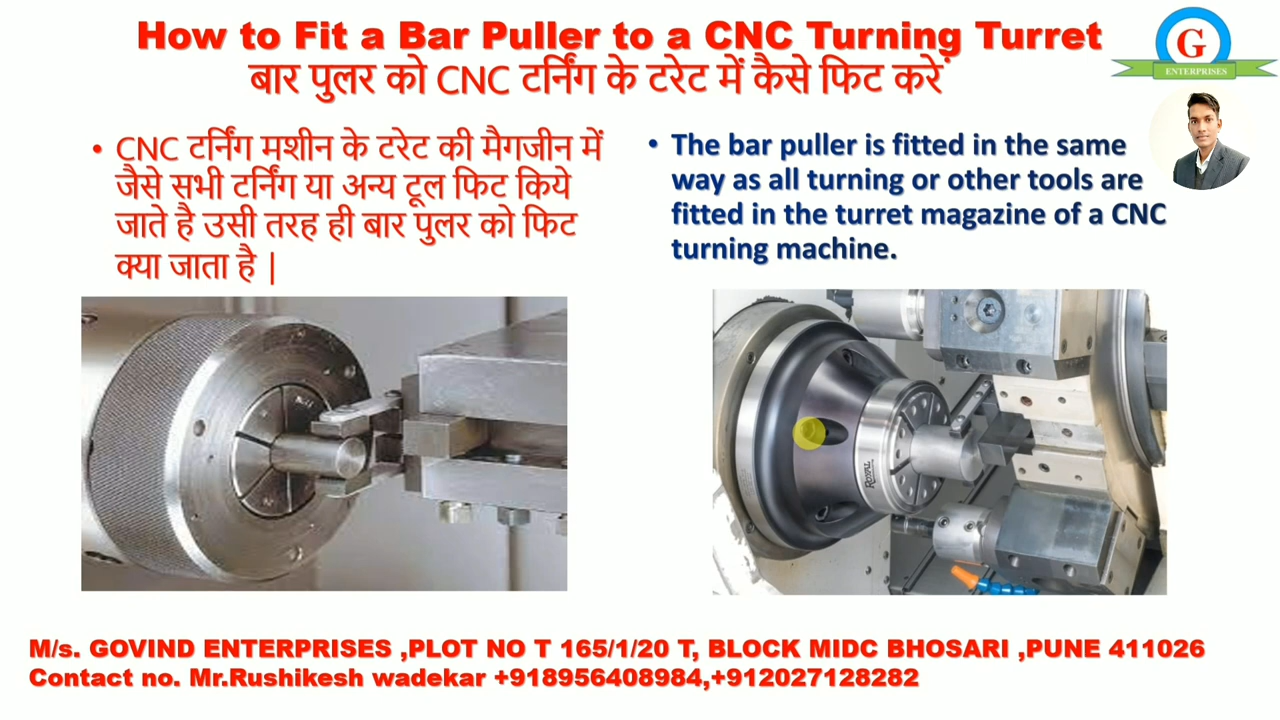 How to Fit a Bar Puller to a CNC Turning Turret
बार पुलर को CNC टर्निंग के टरेट में कैसे फिट करें
G
ENTERPRISES
• CNC टर्निंग मशीन के टरेट की मैगजीन में
जैसे सभी टर्निंग या अन्य टूल फिट किये
जाते है उसी तरह ही बार पुलर को फिट
क्या जाता है |
• The bar puller is fitted in the same
way as all turning or other tools are
fitted in the turret magazine of a CNC
turning machine.
ROYAL
M/s. GOVIND ENTERPRISES ,PLOT NO T 165/1/20 T, BLOCK MIDC BHOSARI ,PUNE 411026
Contact no. Mr.Rushikesh wadekar +918956408984,+912027128282